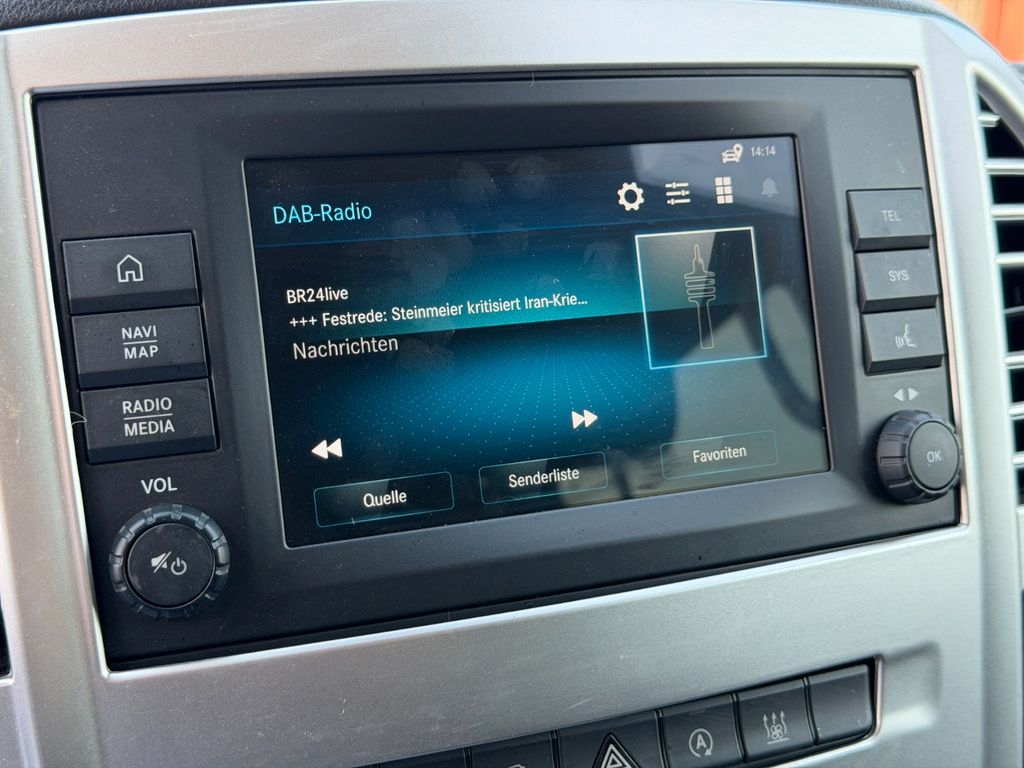 14:14
DAB-Radio
BR24live
+++ Festrede: Steinmeier kritisiert Iran-Krie...
Nachrichten
Quelle
Senderliste
Favoriten
NAVI
MAP
RADIO
MEDIA
VOL
TEL
SYS
OK
A